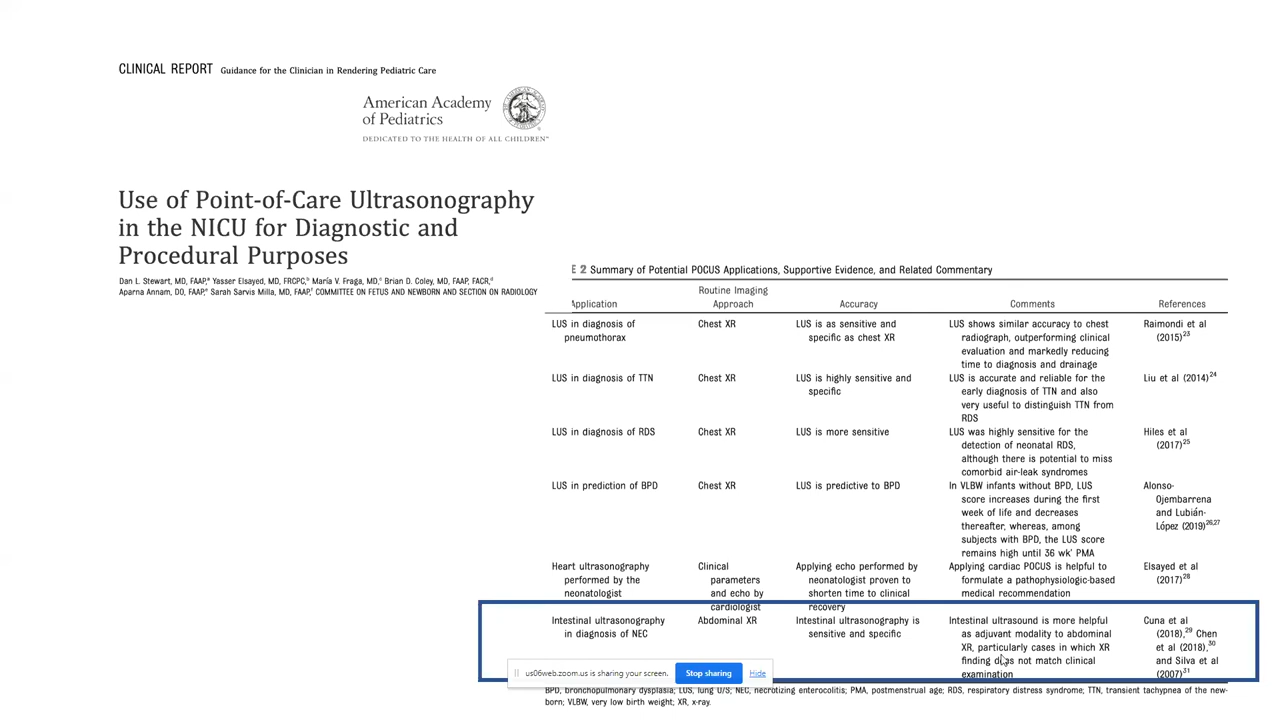 CLINICAL REPORT Guidance for the Clinician in Rendering Pediatric Care
American Academy
of Pediatrics
DEDICATED TO THE HEALTH OF ALL CHILDREN™
Use of Point-of-Care Ultrasonography
in the NICU for Diagnostic and
Procedural Purposes
Dan L. Stewart, MD, FAAP,a Yasser Elsayed, MD, FRCPC,b María V. Fraga, MD,c Brian D. Coley, MD, FAAP, FACR,d
Aparna Annam, DO, FAAP,e Sarah Sarvis Milla, MD, FAAP,f COMMITTEE ON FETUS AND NEWBORN AND SECTION ON RADIOLOGY
E 2 Summary of Potential POCUS Applications, Supportive Evidence, and Related Commentary
Application
Routine Imaging
Approach
Accuracy
Comments
References
LUS in diagnosis of
pneumothorax
Chest XR
LUS is as sensitive and
specific as chest XR
LUS shows similar accuracy to chest
radiograph, outperforming clinical
evaluation and markedly reducing
time to diagnosis and drainage
Raimondi et al
(2015)23
LUS in diagnosis of TTN
Chest XR
LUS is highly sensitive and
specific
LUS is accurate and reliable for the
early diagnosis of TTN and also
very useful to distinguish TTN from
RDS
Liu et al (2014)24
LUS in diagnosis of RDS
Chest XR
LUS is more sensitive
LUS was highly sensitive for the
detection of neonatal RDS,
although there is potential to miss
comorbid air-leak syndromes
Hiles et al
(2017)25
LUS in prediction of BPD
Chest XR
LUS is predictive to BPD
In VLBW infants without BPD, LUS
score increases during the first
week of life and decreases
thereafter, whereas, among
subjects with BPD, the LUS score
remains high until 36 wk' PMA
Alonso-
Ojembarrena
and Lubián-
López (2019)26,27
Heart ultrasonography
performed by the
neonatologist
Clinical
parameters
and echo by
cardiologist
Applying echo performed by
neonatologist proven to
shorten time to clinical
recovery
Applying cardiac POCUS is helpful to
formulate a pathophysiologic-based
medical recommendation
Elsayed et al
(2017)28
Intestinal ultrasonography
in diagnosis of NEC
Abdominal XR
Intestinal ultrasonography is
sensitive and specific
Intestinal ultrasound is more helpful
as adjuvant modality to abdominal
XR, particularly cases in which XR
finding does not match clinical
examination
Cuna et al
(2018),29 Chen
et al (2018),30
and Silva et al
(2007)31
us06web.zoom.us is sharing your screen.
Stop sharing
Hide
BPD, bronchopulmonary dysplasia; LUS, lung U/S; NEC, necrotizing enterocolitis; PMA, postmenstrual age; RDS, respiratory distress syndrome; TTN, transient tachypnea of the new-
born; VLBW, very low birth weight; XR, x-ray.